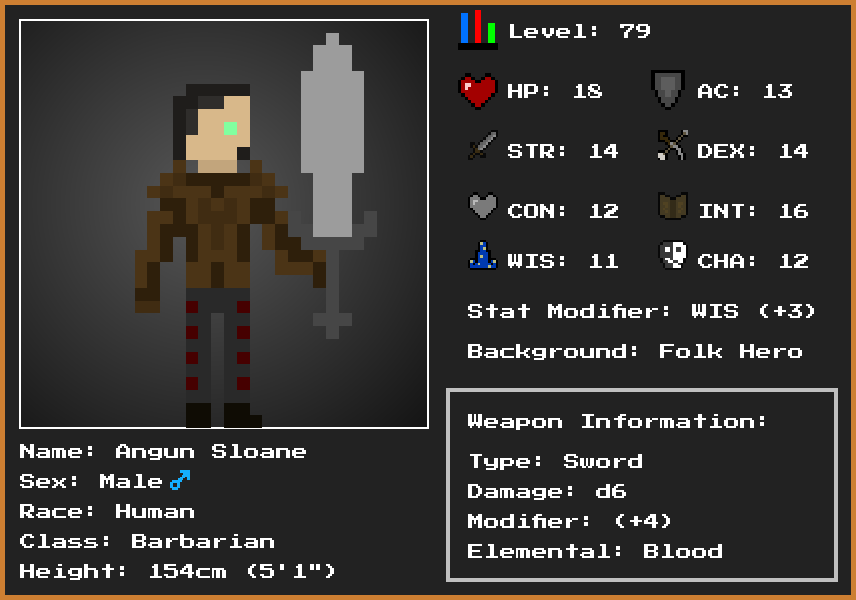 Level: 79
HP: 18 AC: 13
STR: 14 DEX: 14
CON: 12 INT: 16
WIS: 11 CHA: 12
Stat Modifier: WIS (+3)
Background: Folk Hero
Weapon Information:
Type: Sword
Damage: d6
Modifier: (+4)
Elemental: Blood
Name: Angun Sloane
Sex: Male♂
Race: Human
Class: Barbarian
Height: 154cm (5'1")